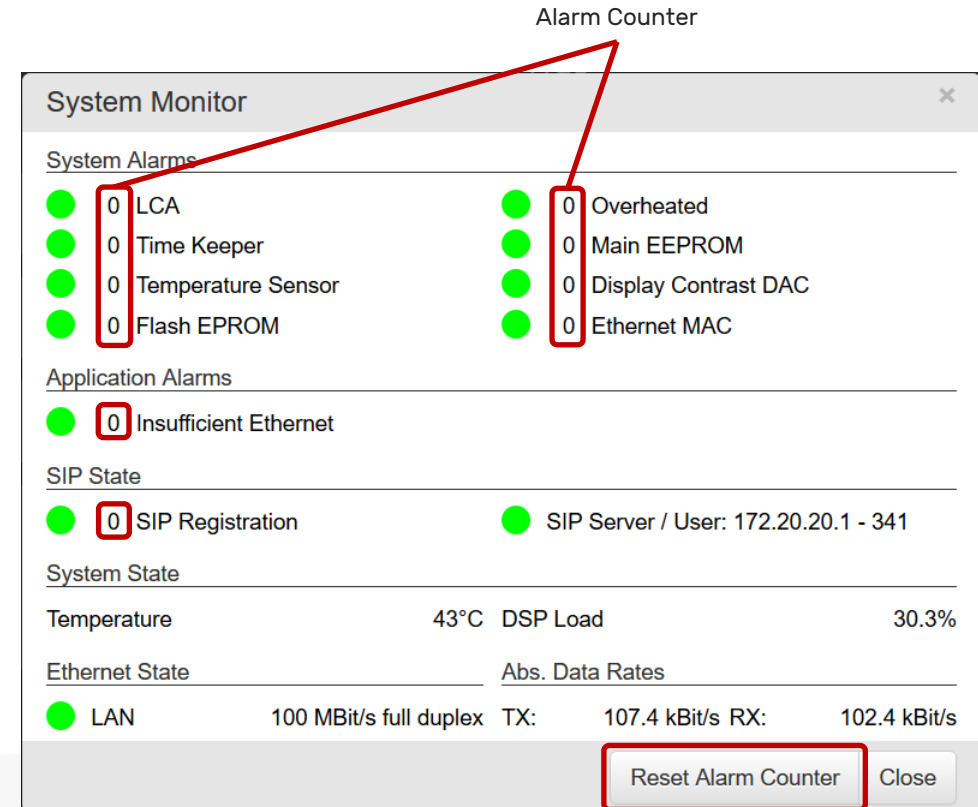 Alarm Counter
System Monitor ×
System Alarms
0 LCA 0 Overheated
0 Time Keeper 0 Main EEPROM
0 Temperature Sensor 0 Display Contrast DAC
0 Flash EPROM 0 Ethernet MAC
Application Alarms
0 Insufficient Ethernet
SIP State
0 SIP Registration SIP Server / User: 172.20.20.1 - 341
System State
Temperature 43°C DSP Load 30.3%
Ethernet State Abs. Data Rates
LAN 100 MBit/s full duplex TX: 107.4 kBit/s RX: 102.4 kBit/s
Reset Alarm Counter Close